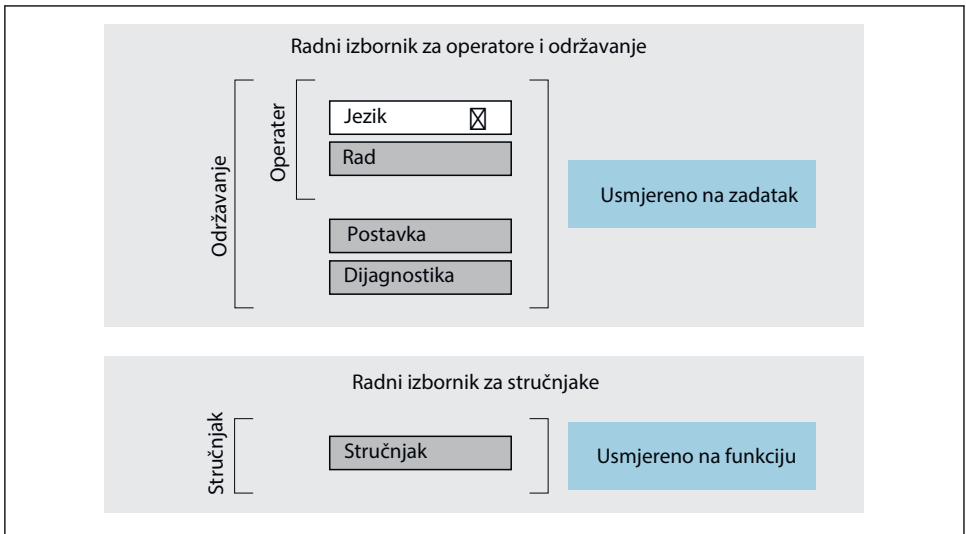 Radni izbornik za operatore i održavanje
Održavanje
Operater
Jezik
Rad
Postavka
Dijagnostika
Usmjereno na zadatak
Radni izbornik za stručnjake
Stručnjak
Stručnjak
Usmjereno na funkciju